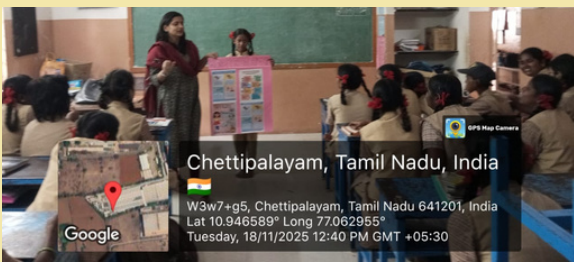 GPS Map Camera
Chettipalayam, Tamil Nadu, India
W3w7+g5, Chettipalayam, Tamil Nadu 641201, India
Lat 10.946589° Long 77.062955°
Tuesday, 18/11/2025 12:40 PM GMT +05:30
Google